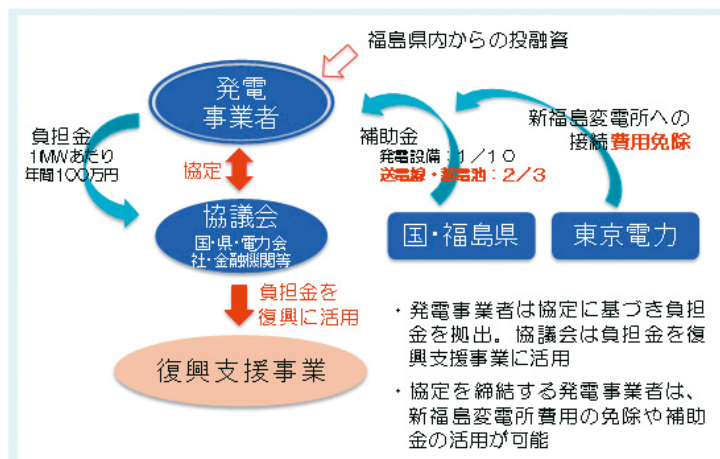 福島県内からの投融資
発電
事業者
負担金
1MWあたり
年間100万円
補助金
発電設備:1/10
送電線・蓄電池:2/3
新福島変電所への
接続費用免除
協定
協議会
国・県・電力会
社・金融機関等
国・福島県
東京電力
負担金を
復興に活用
復興支援事業
・発電事業者は協定に基づき負担
金を拠出。協議会は負担金を復
興支援事業に活用
・協定を締結する発電事業者は、
新福島変電所費用の免除や補助
金の活用が可能